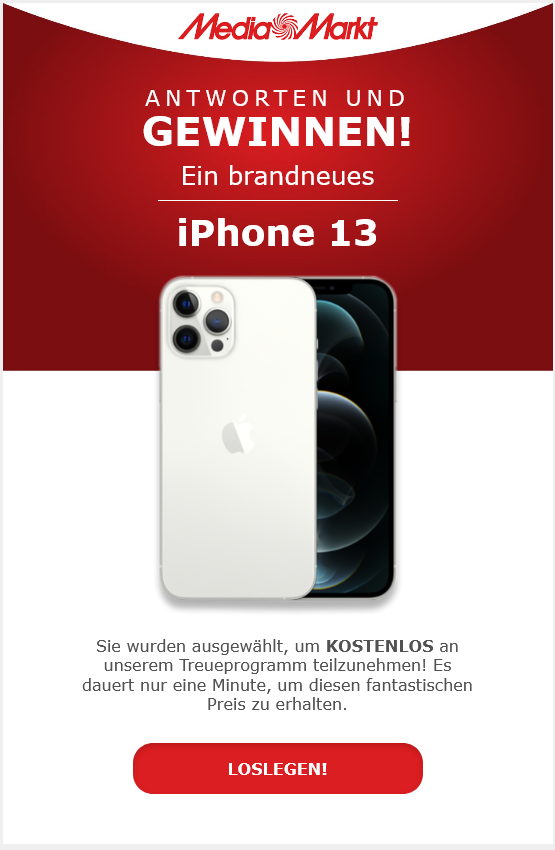 MediaMarkt
ANTWORTEN UND
GEWINNEN!
Ein brandneues
iPhone 13
Sie wurden ausgewählt, um KOSTENLOS an
unserem Treueprogramm teilzunehmen! Es
dauert nur eine Minute, um diesen fantastischen
Preis zu erhalten.
LOSLEGEN!